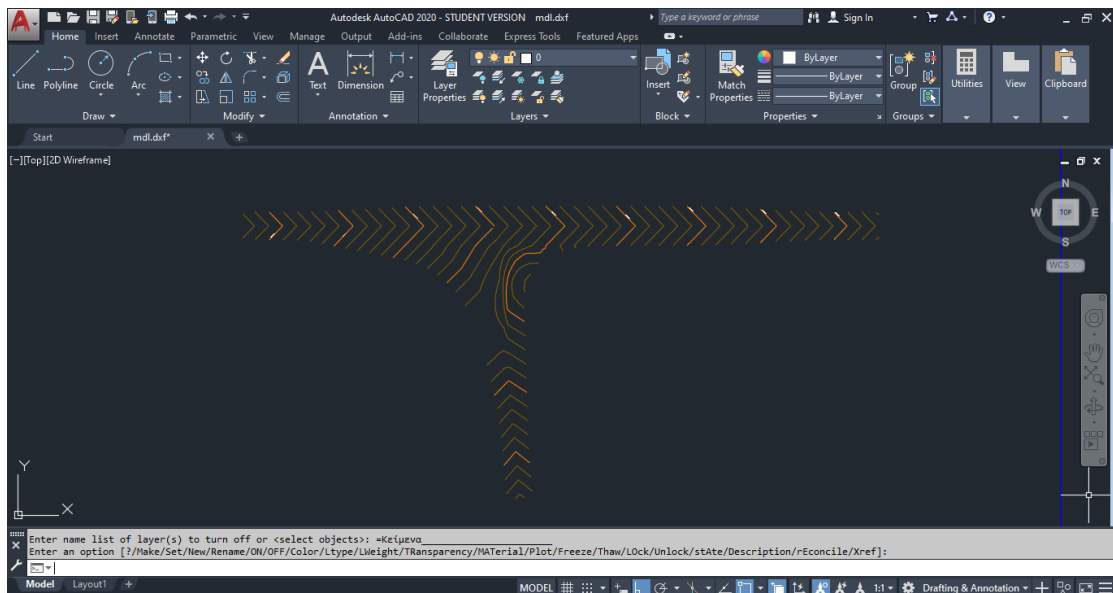 Autodesk AutoCAD 2020 - STUDENT VERSION mdl.dxf
Type a keyword or phrase
Sign In
Home Insert Annotate Parametric View Manage Output Add-ins Collaborate Express Tools Featured Apps
0
ByLayer
ByLayer
ByLayer
Line Polyline Circle Arc
Text Dimension
Layer Properties
Insert
Match Properties
Group
Utilities
View
Clipboard
Draw Modify Annotation Layers Block Properties Groups
Start mdl.dxf* +
[−][Top][2D Wireframe]
N
W TOP E
S
WCS
Y
X
Enter name list of layer(s) to turn off or <select objects>: =Κείμενα
Enter an option [?/Make/Set/New/Rename/ON/OFF/Color/Ltype/LWeight/TRansparency/MATerial/Plot/Freeze/Thaw/LOck/Unlock/stAte/Description/rEconcile/Xref]:
Model Layout1 +
MODEL 1:1 Drafting & Annotation